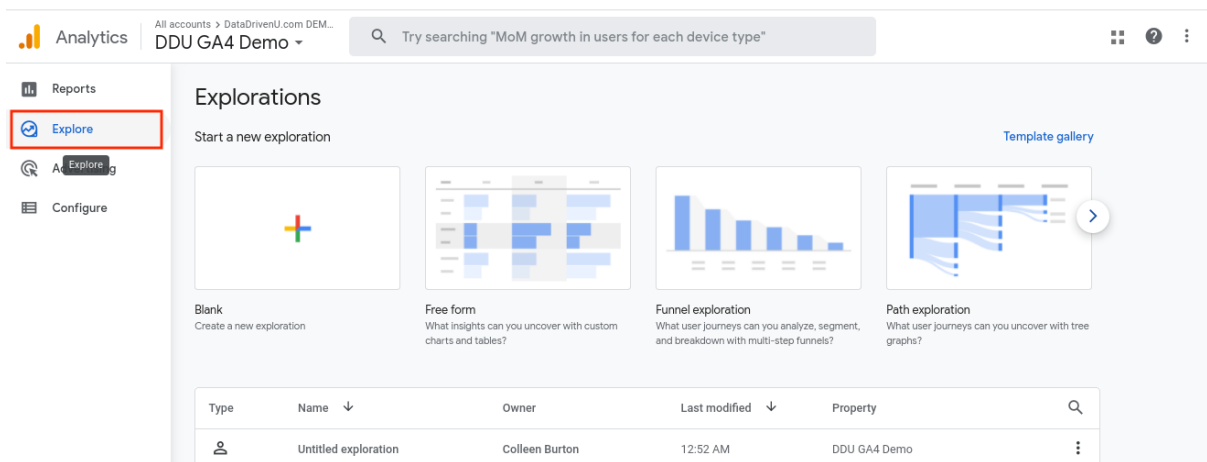 Analytics
All accounts > DataDrivenU.com DEM...
DDU GA4 Demo
Try searching "MoM growth in users for each device type"
Reports
Explore
Explore
Configure
Explorations
Start a new exploration
Template gallery
Blank
Create a new exploration
Free form
What insights can you uncover with custom
charts and tables?
Funnel exploration
What user journeys can you analyze, segment,
and breakdown with multi-step funnels?
Path exploration
What user journeys can you uncover with tree
graphs?
Type Name Owner Last modified Property
Untitled exploration Colleen Burton 12:52 AM DDU GA4 Demo